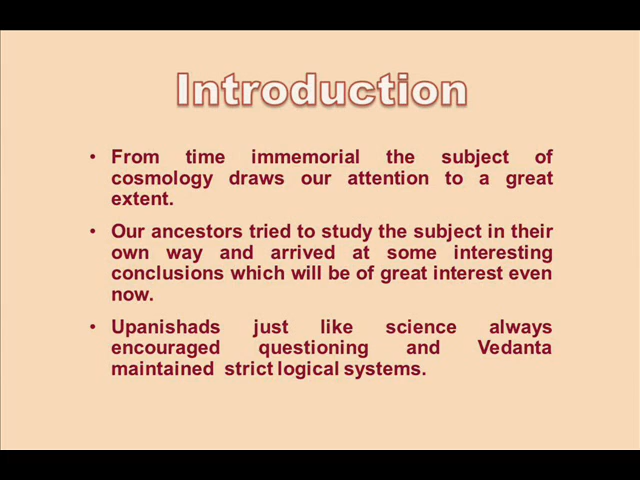 Introduction
• From time immemorial the subject of
cosmology draws our attention to a great
extent.
• Our ancestors tried to study the subject in their
own way and arrived at some interesting
conclusions which will be of great interest even
now.
• Upanishads just like science always
encouraged questioning and Vedanta
maintained strict logical systems.